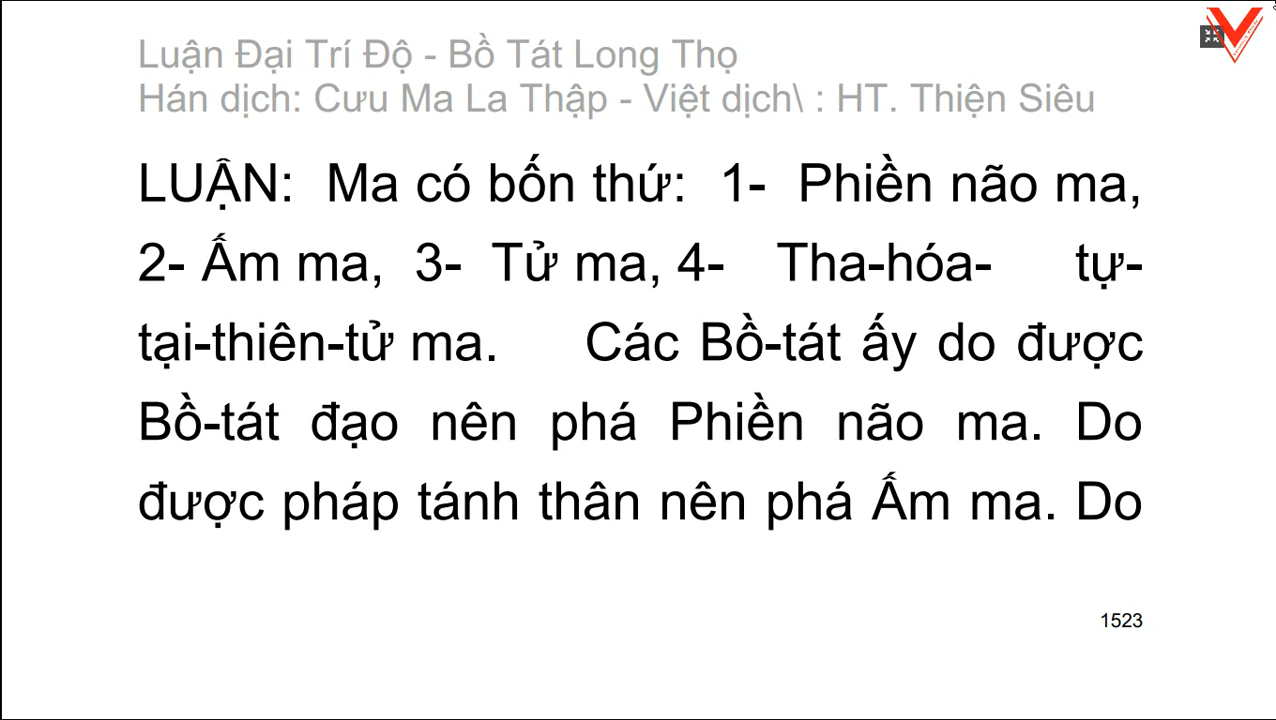 Luận Đại Trí Độ - Bồ Tát Long Thọ
Hán dịch: Cưu Ma La Thập - Việt dịch\ : HT. Thiện Siêu
LUẬN: Ma có bốn thứ: 1- Phiền não ma,
2- Ấm ma, 3- Tử ma, 4- Tha-hóa- tự-
tại-thiên-tử ma. Các Bồ-tát ấy do được
Bồ-tát đạo nên phá Phiền não ma. Do
được pháp tánh thân nên phá Ấm ma. Do
1523